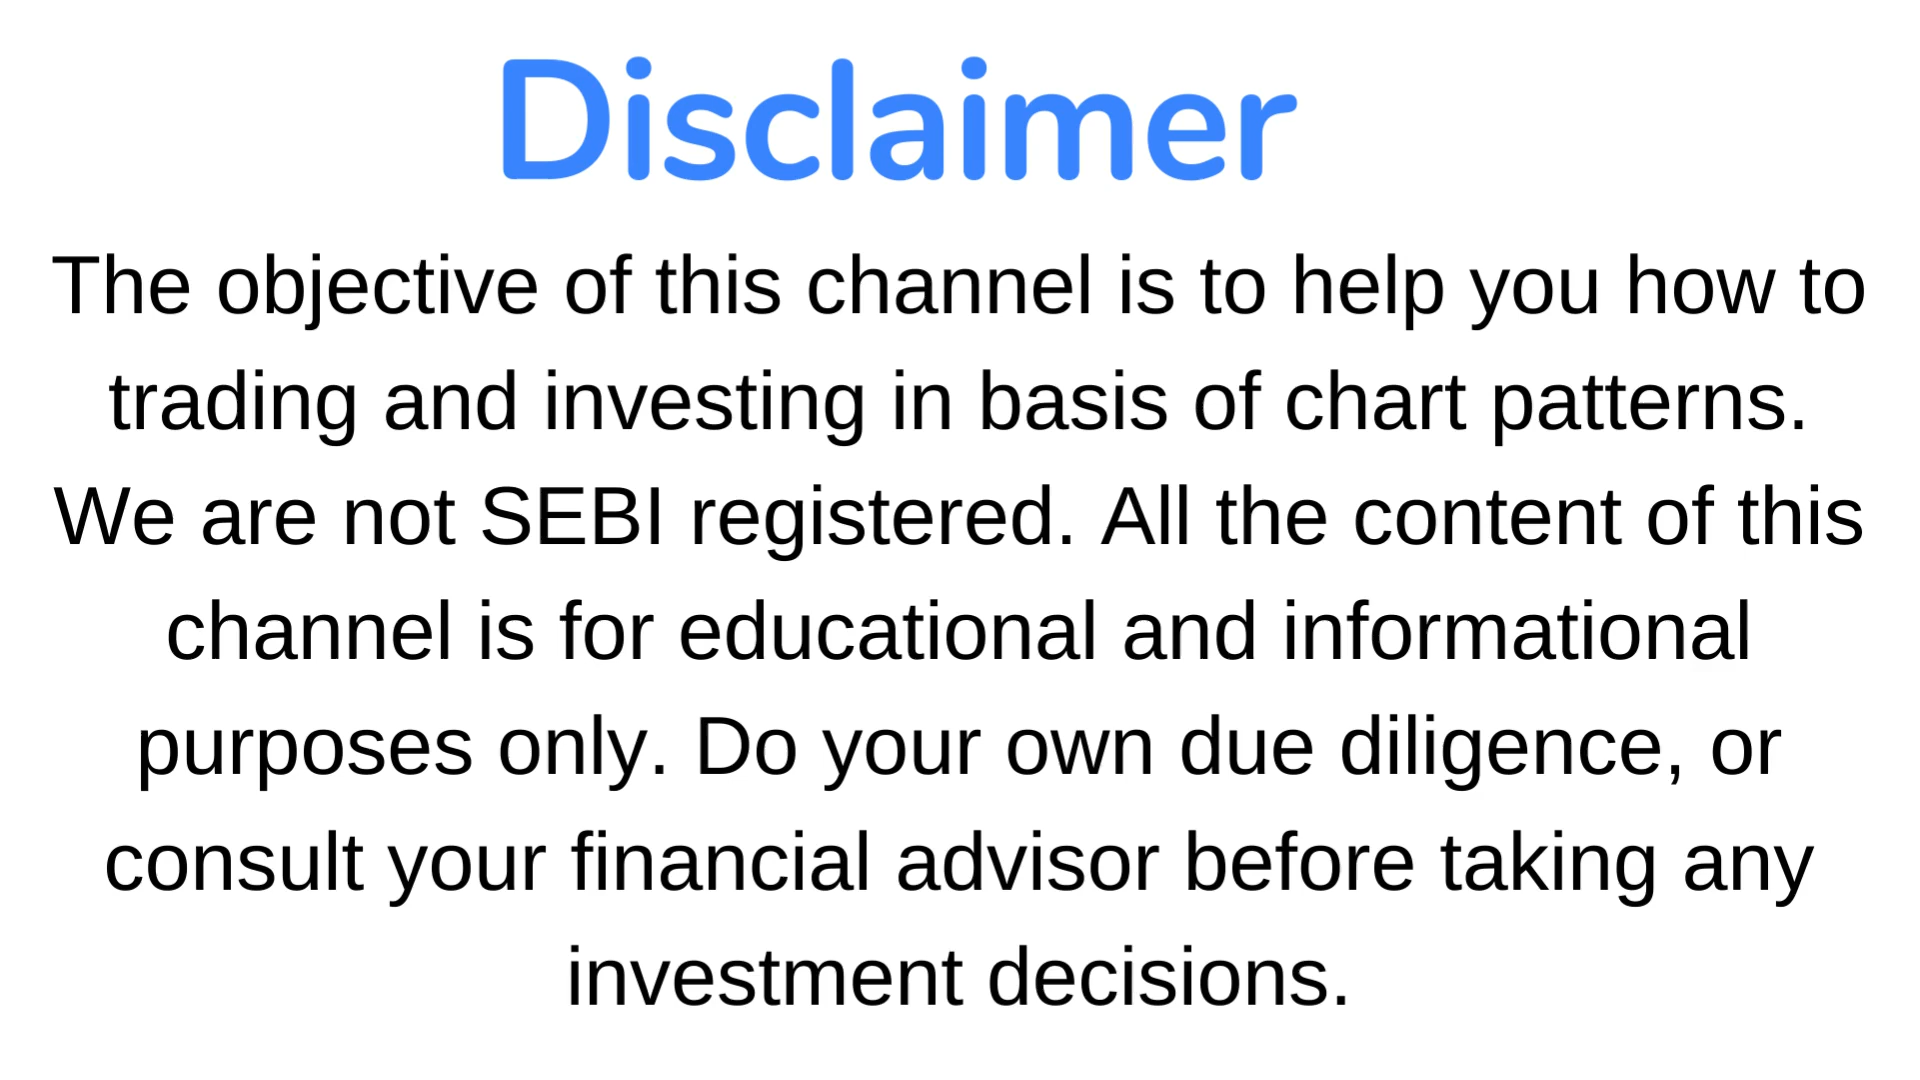 Disclaimer
The objective of this channel is to help you how to
trading and investing in basis of chart patterns.
We are not SEBI registered. All the content of this
channel is for educational and informational
purposes only. Do your own due diligence, or
consult your financial advisor before taking any
investment decisions.